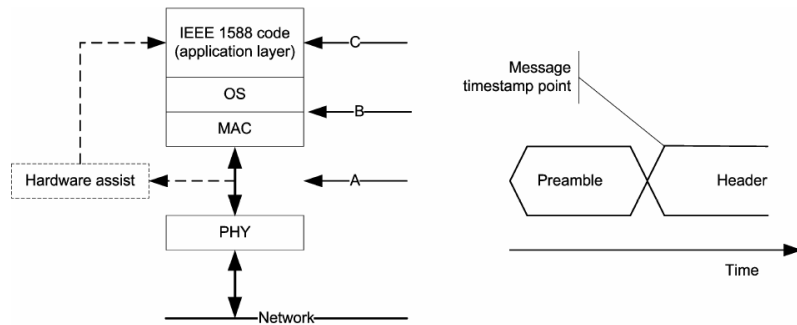 IEEE 1588 code
(application layer)
C
OS
B
MAC
Hardware assist
A
PHY
Network
Message
timestamp point
Preamble
Header
Time